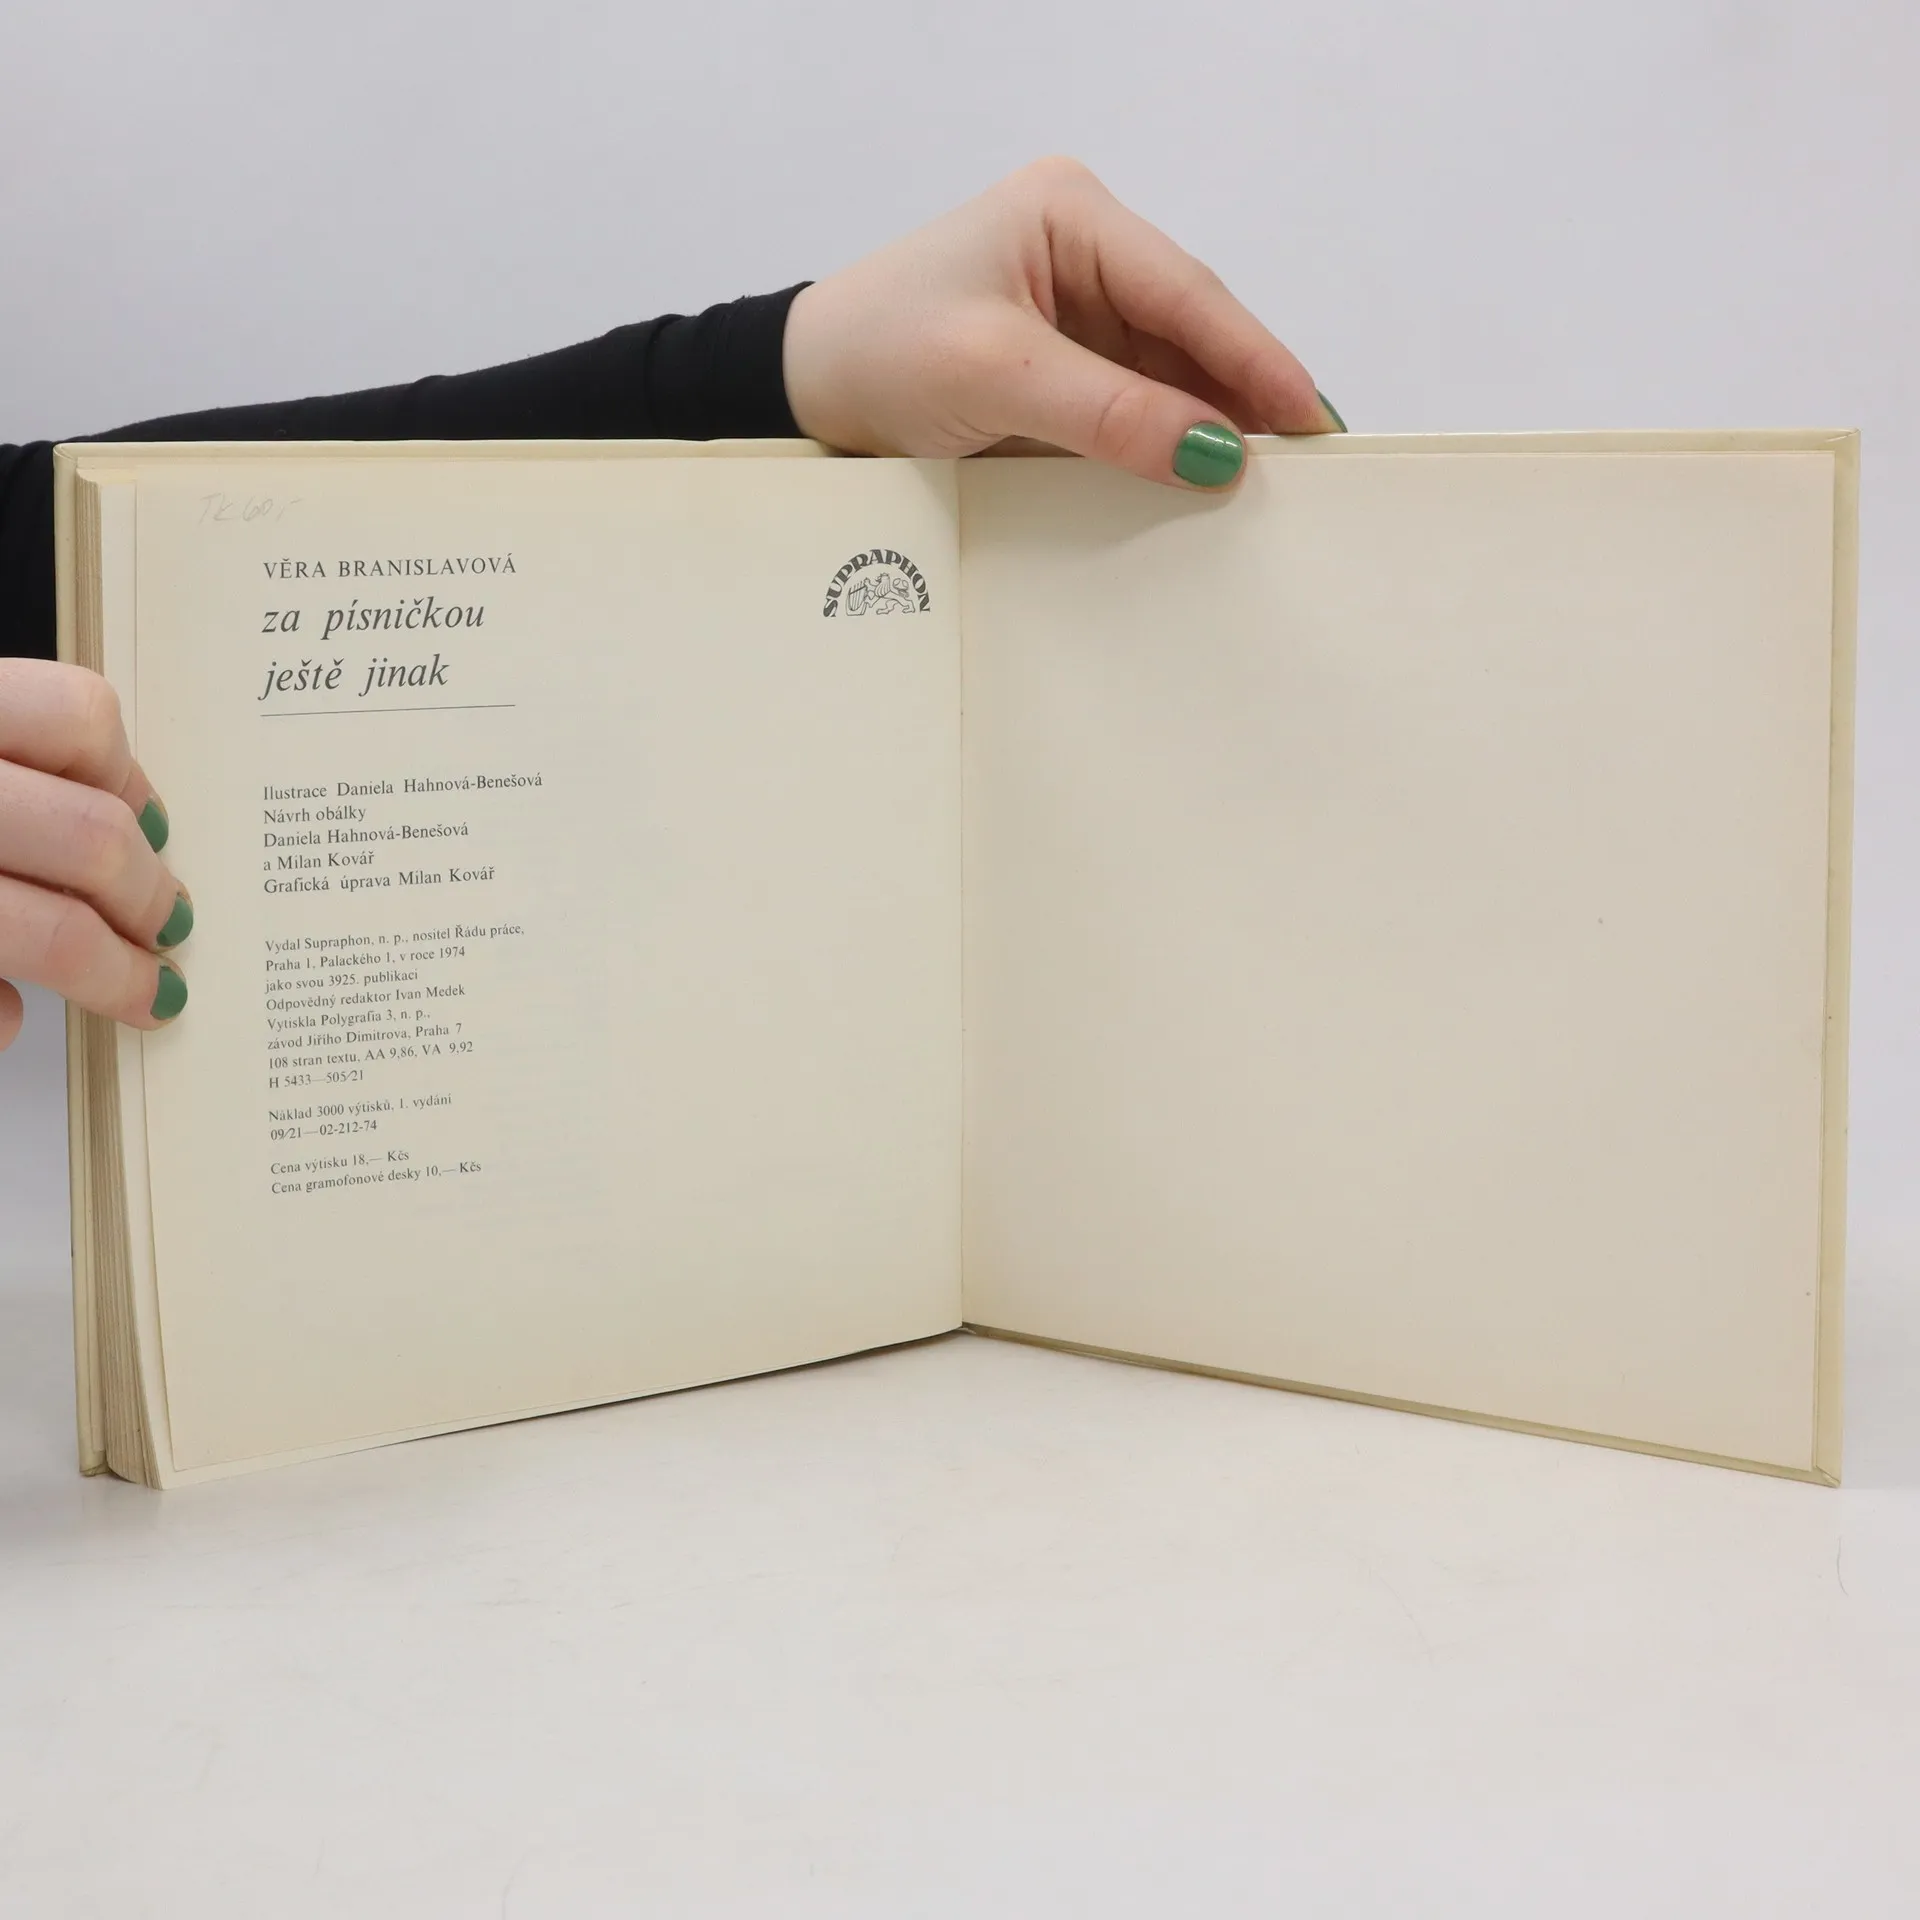 Tk 60,-
VĚRA BRANISLAVOVÁ
za písničkou
ještě jinak
SUPRAPHON
Ilustrace Daniela Hahnová-Benešová
Návrh obálky
Daniela Hahnová-Benešová
a Milan Kovář
Grafická úprava Milan Kovář
Vydal Supraphon, n. p., nositel Řádu práce,
Praha 1, Palackého 1, v roce 1974
jako svou 3925. publikaci
Odpovědný redaktor Ivan Medek
Vytiskla Polygrafia 3, n. p.,
závod Jiřího Dimitrova, Praha 7
108 stran textu, AA 9,86, VA 9,92
H 5433—505/21
Náklad 3000 výtisků, 1. vydání
09/21—02-212-74
Cena výtisku 18,— Kčs
Cena gramofonové desky 10,— Kčs